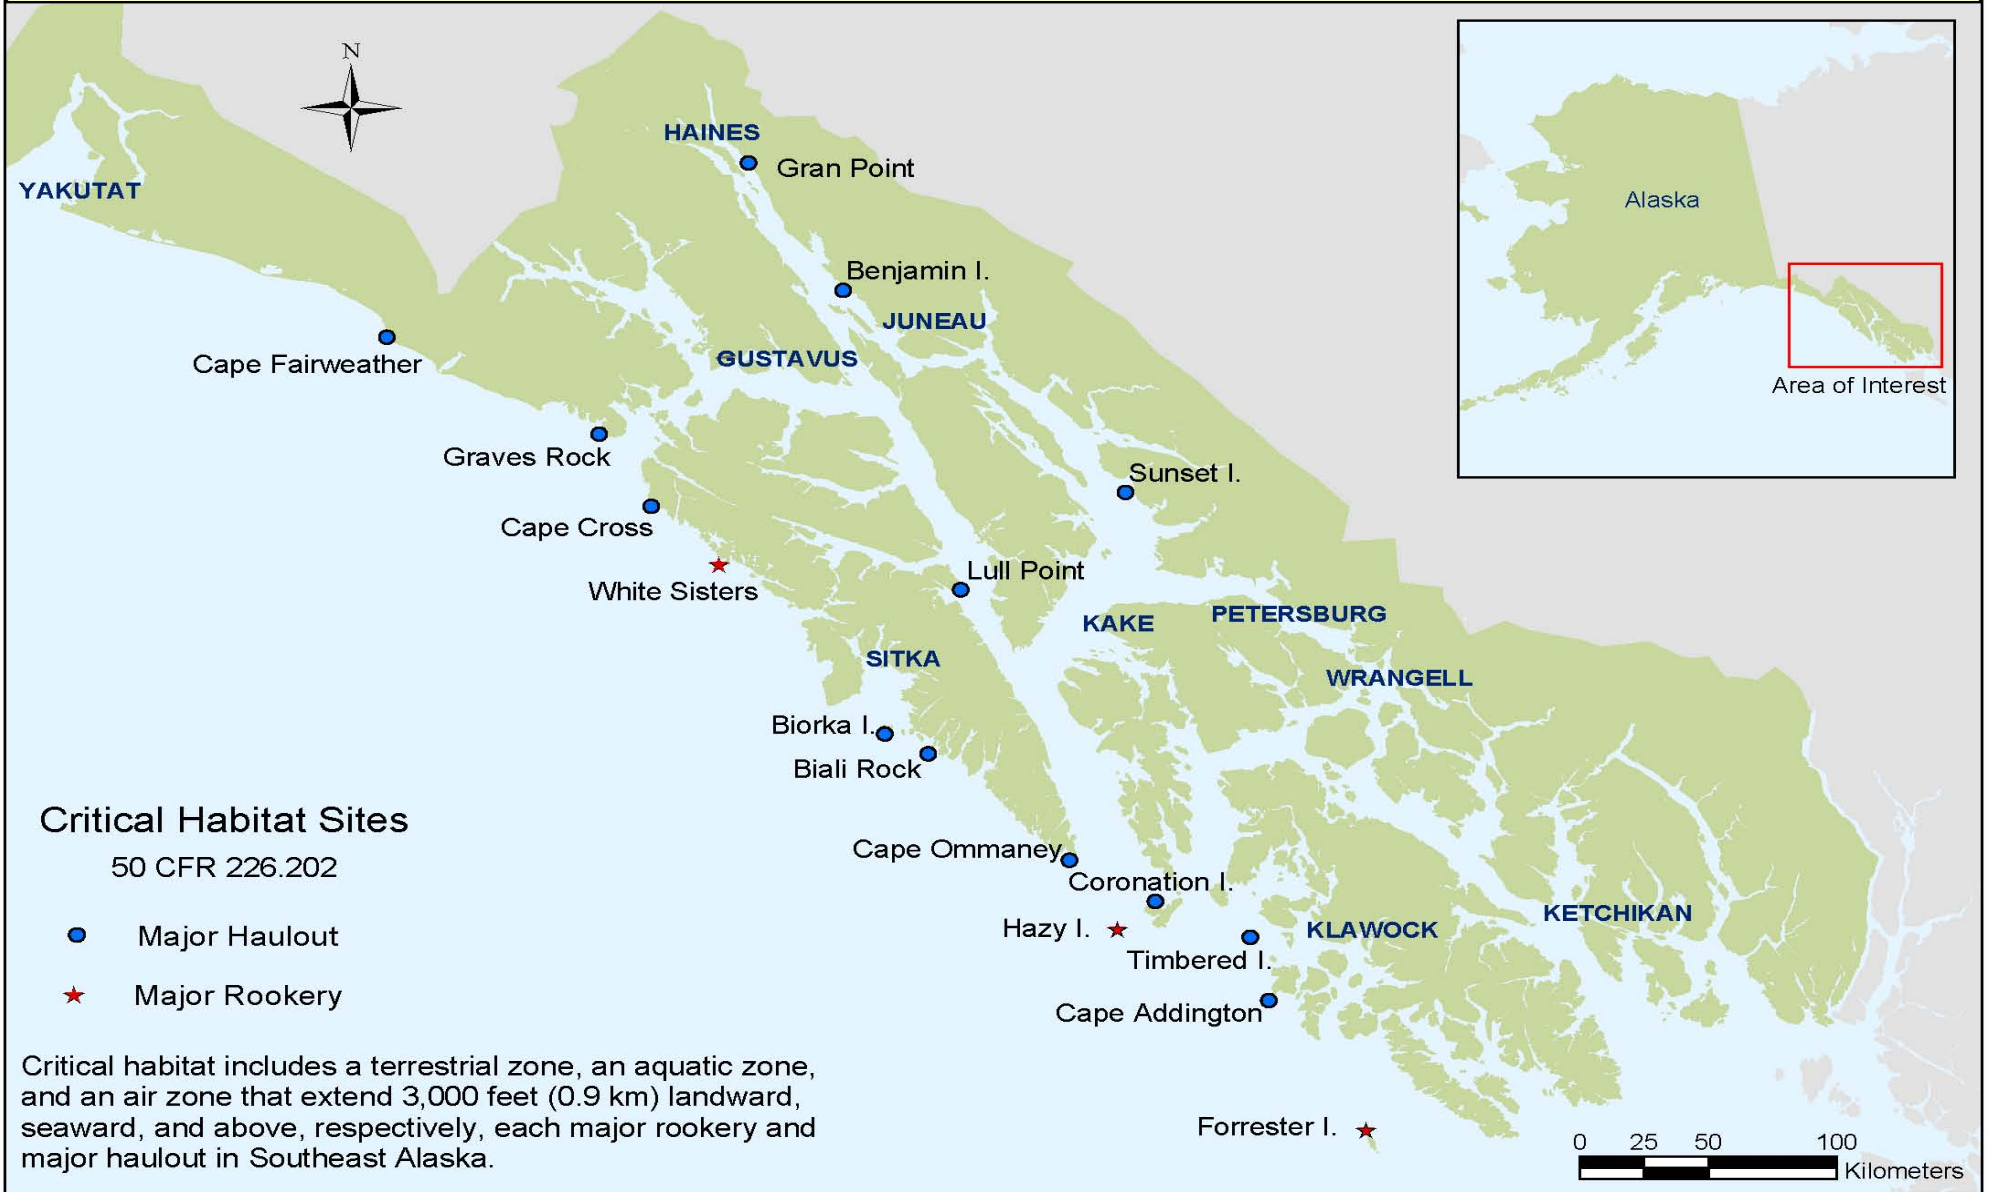 N
HAINES
Gran Point
YAKUTAT
Alaska
Benjamin I.
JUNEAU
GUSTAVUS
Cape Fairweather
Area of Interest
Graves Rock
Sunset I.
Cape Cross
White Sisters
Lull Point
KAKE
PETERSBURG
SITKA
WRANGELL
Biorka I.
Biali Rock
Cape Ommaney
Coronation I.
Hazy I.
KLAWOCK
KETCHIKAN
Timbered I.
Cape Addington
Forrester I.
Critical Habitat Sites
50 CFR 226.202
Major Haulout
Major Rookery
Critical habitat includes a terrestrial zone, an aquatic zone,
and an air zone that extend 3,000 feet (0.9 km) landward,
seaward, and above, respectively, each major rookery and
major haulout in Southeast Alaska.
0 25 50 100
Kilometers